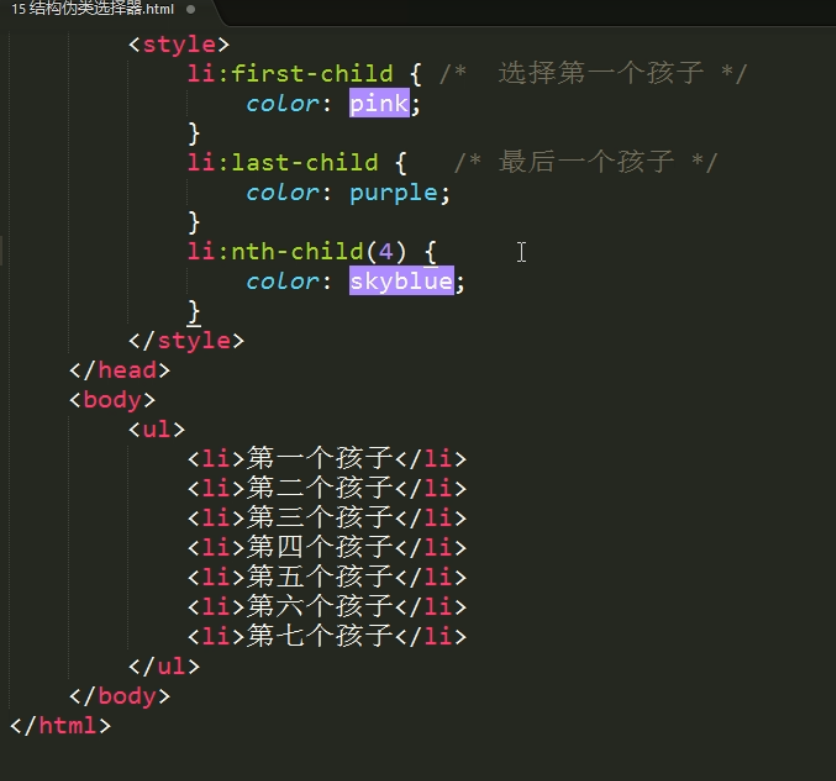 15 结构伪类选择器.html
<style>
li:first-child { /* 选择第一个孩子 */
color: pink;
}
li:last-child { /* 最后一个孩子 */
color: purple;
}
li:nth-child(4) {
color: skyblue;
}
</style>
</head>
<body>
<ul>
<li>第一个孩子</li>
<li>第二个孩子</li>
<li>第三个孩子</li>
<li>第四个孩子</li>
<li>第五个孩子</li>
<li>第六个孩子</li>
<li>第七个孩子</li>
</ul>
</body>
</html>